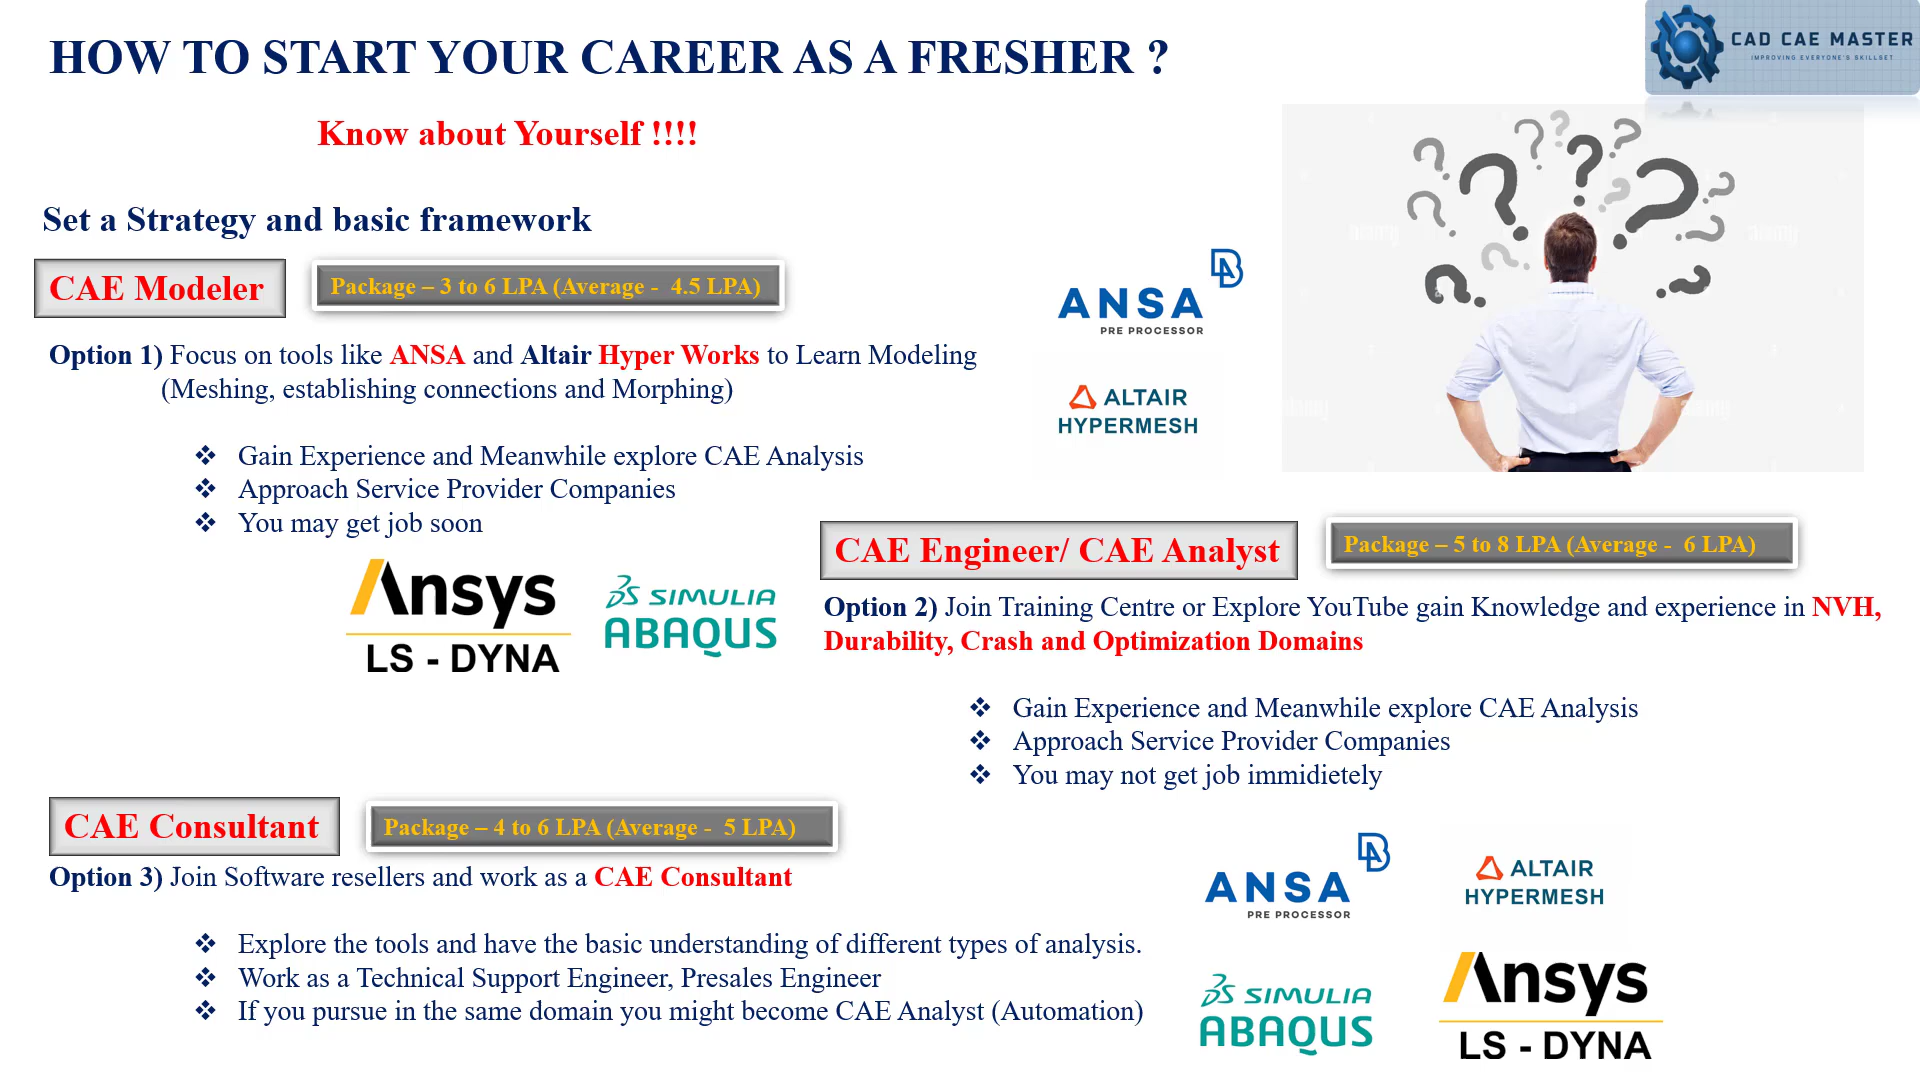 HOW TO START YOUR CAREER AS A FRESHER ?
CAD CAE MASTER
IMPROVING EVERYONE'S SKILLSET
Know about Yourself !!!!
Set a Strategy and basic framework
CAE Modeler
Package – 3 to 6 LPA (Average - 4.5 LPA)
ANSA
PRE PROCESSOR
Option 1) Focus on tools like ANSA and Altair Hyper Works to Learn Modeling
(Meshing, establishing connections and Morphing)
ALTAIR
HYPERMESH
❖ Gain Experience and Meanwhile explore CAE Analysis
❖ Approach Service Provider Companies
❖ You may get job soon
Ansys
LS - DYNA
SIMULIA
ABAQUS
CAE Engineer/ CAE Analyst
Package – 5 to 8 LPA (Average - 6 LPA)
Option 2) Join Training Centre or Explore YouTube gain Knowledge and experience in NVH,
Durability, Crash and Optimization Domains
❖ Gain Experience and Meanwhile explore CAE Analysis
❖ Approach Service Provider Companies
❖ You may not get job immidietely
CAE Consultant
Package – 4 to 6 LPA (Average - 5 LPA)
Option 3) Join Software resellers and work as a CAE Consultant
❖ Explore the tools and have the basic understanding of different types of analysis.
❖ Work as a Technical Support Engineer, Presales Engineer
❖ If you pursue in the same domain you might become CAE Analyst (Automation)
ANSA
PRE PROCESSOR
ALTAIR
HYPERMESH
SIMULIA
ABAQUS
Ansys
LS - DYNA